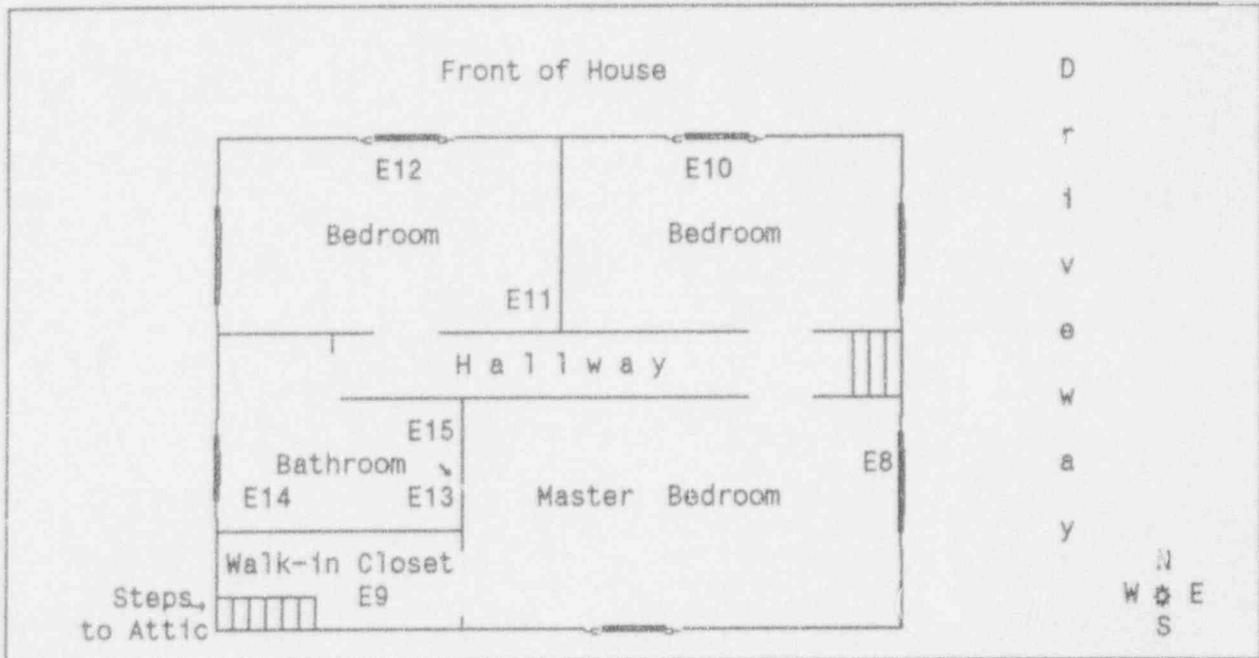 Front of House
D
r
i
v
e
w
a
y
E12
E10
Bedroom
Bedroom
E11
H a l l w a y
E15
Bathroom
E8
E14
E13
Master Bedroom
Walk-in Closet
E9
Steps
to Attic
N
W E
S